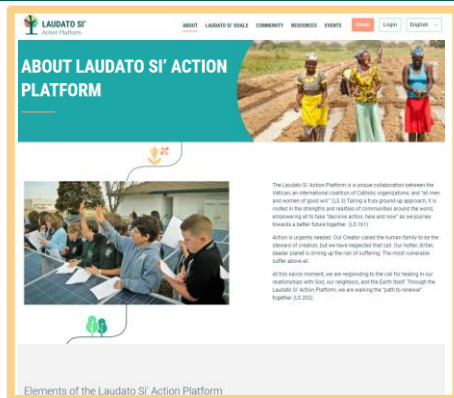 LAUDATO SI'
Action Platform
ABOUT LAUDATO SI' GOALS COMMUNITY RESOURCES EVENTS Enroll Login English
ABOUT LAUDATO SI' ACTION
PLATFORM
The Laudato Si' Action Platform is a unique collaboration between the
Vatican, an international coalition of Catholic organizations, and "all men
and women of good will." (LS 3) Taking a truly ground-up approach, it is
rooted in the strengths and realities of communities around the world,
empowering all to take "decisive action, here and now" as we journey
towards a better future together. (LS 161)
Action is urgently needed. Our Creator called the human family to be the
steward of creation, but we have neglected that call. Our hotter, dirtier,
deader planet is driving up the risk of suffering. The most vulnerable
suffer above all.
At this kairos moment, we are responding to the call for healing in our
relationships with God, our neighbors, and the Earth itself. Through the
Laudato Si' Action Platform, we are walking the "path to renewal"
together (LS 202).
Elements of the Laudato Si' Action Platform